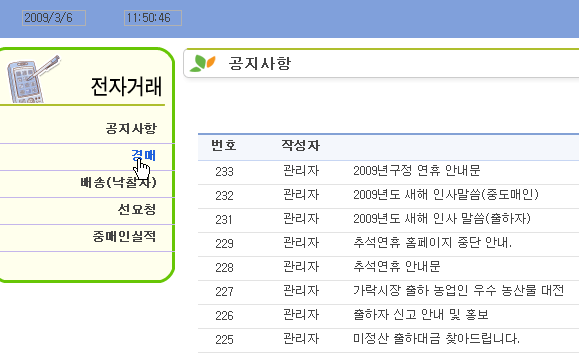 2009/3/6 11:50:46
전자거래
공지사항
경매
배송(낙찰자)
선요청
중매인실적
공지사항
번호 작성자
233 관리자 2009년구정 연휴 안내문
232 관리자 2009년도 새해 인사말씀(중도매인)
231 관리자 2009년도 새해 인사 말씀(출하자)
229 관리자 추석연휴 홈페이지 중단 안내.
228 관리자 추석연휴 안내문
227 관리자 가락시장 출하 농업인 우수 농산물 대전
226 관리자 출하자 신고 안내 및 홍보
225 관리자 미정산 출하대금 찾아드립니다.